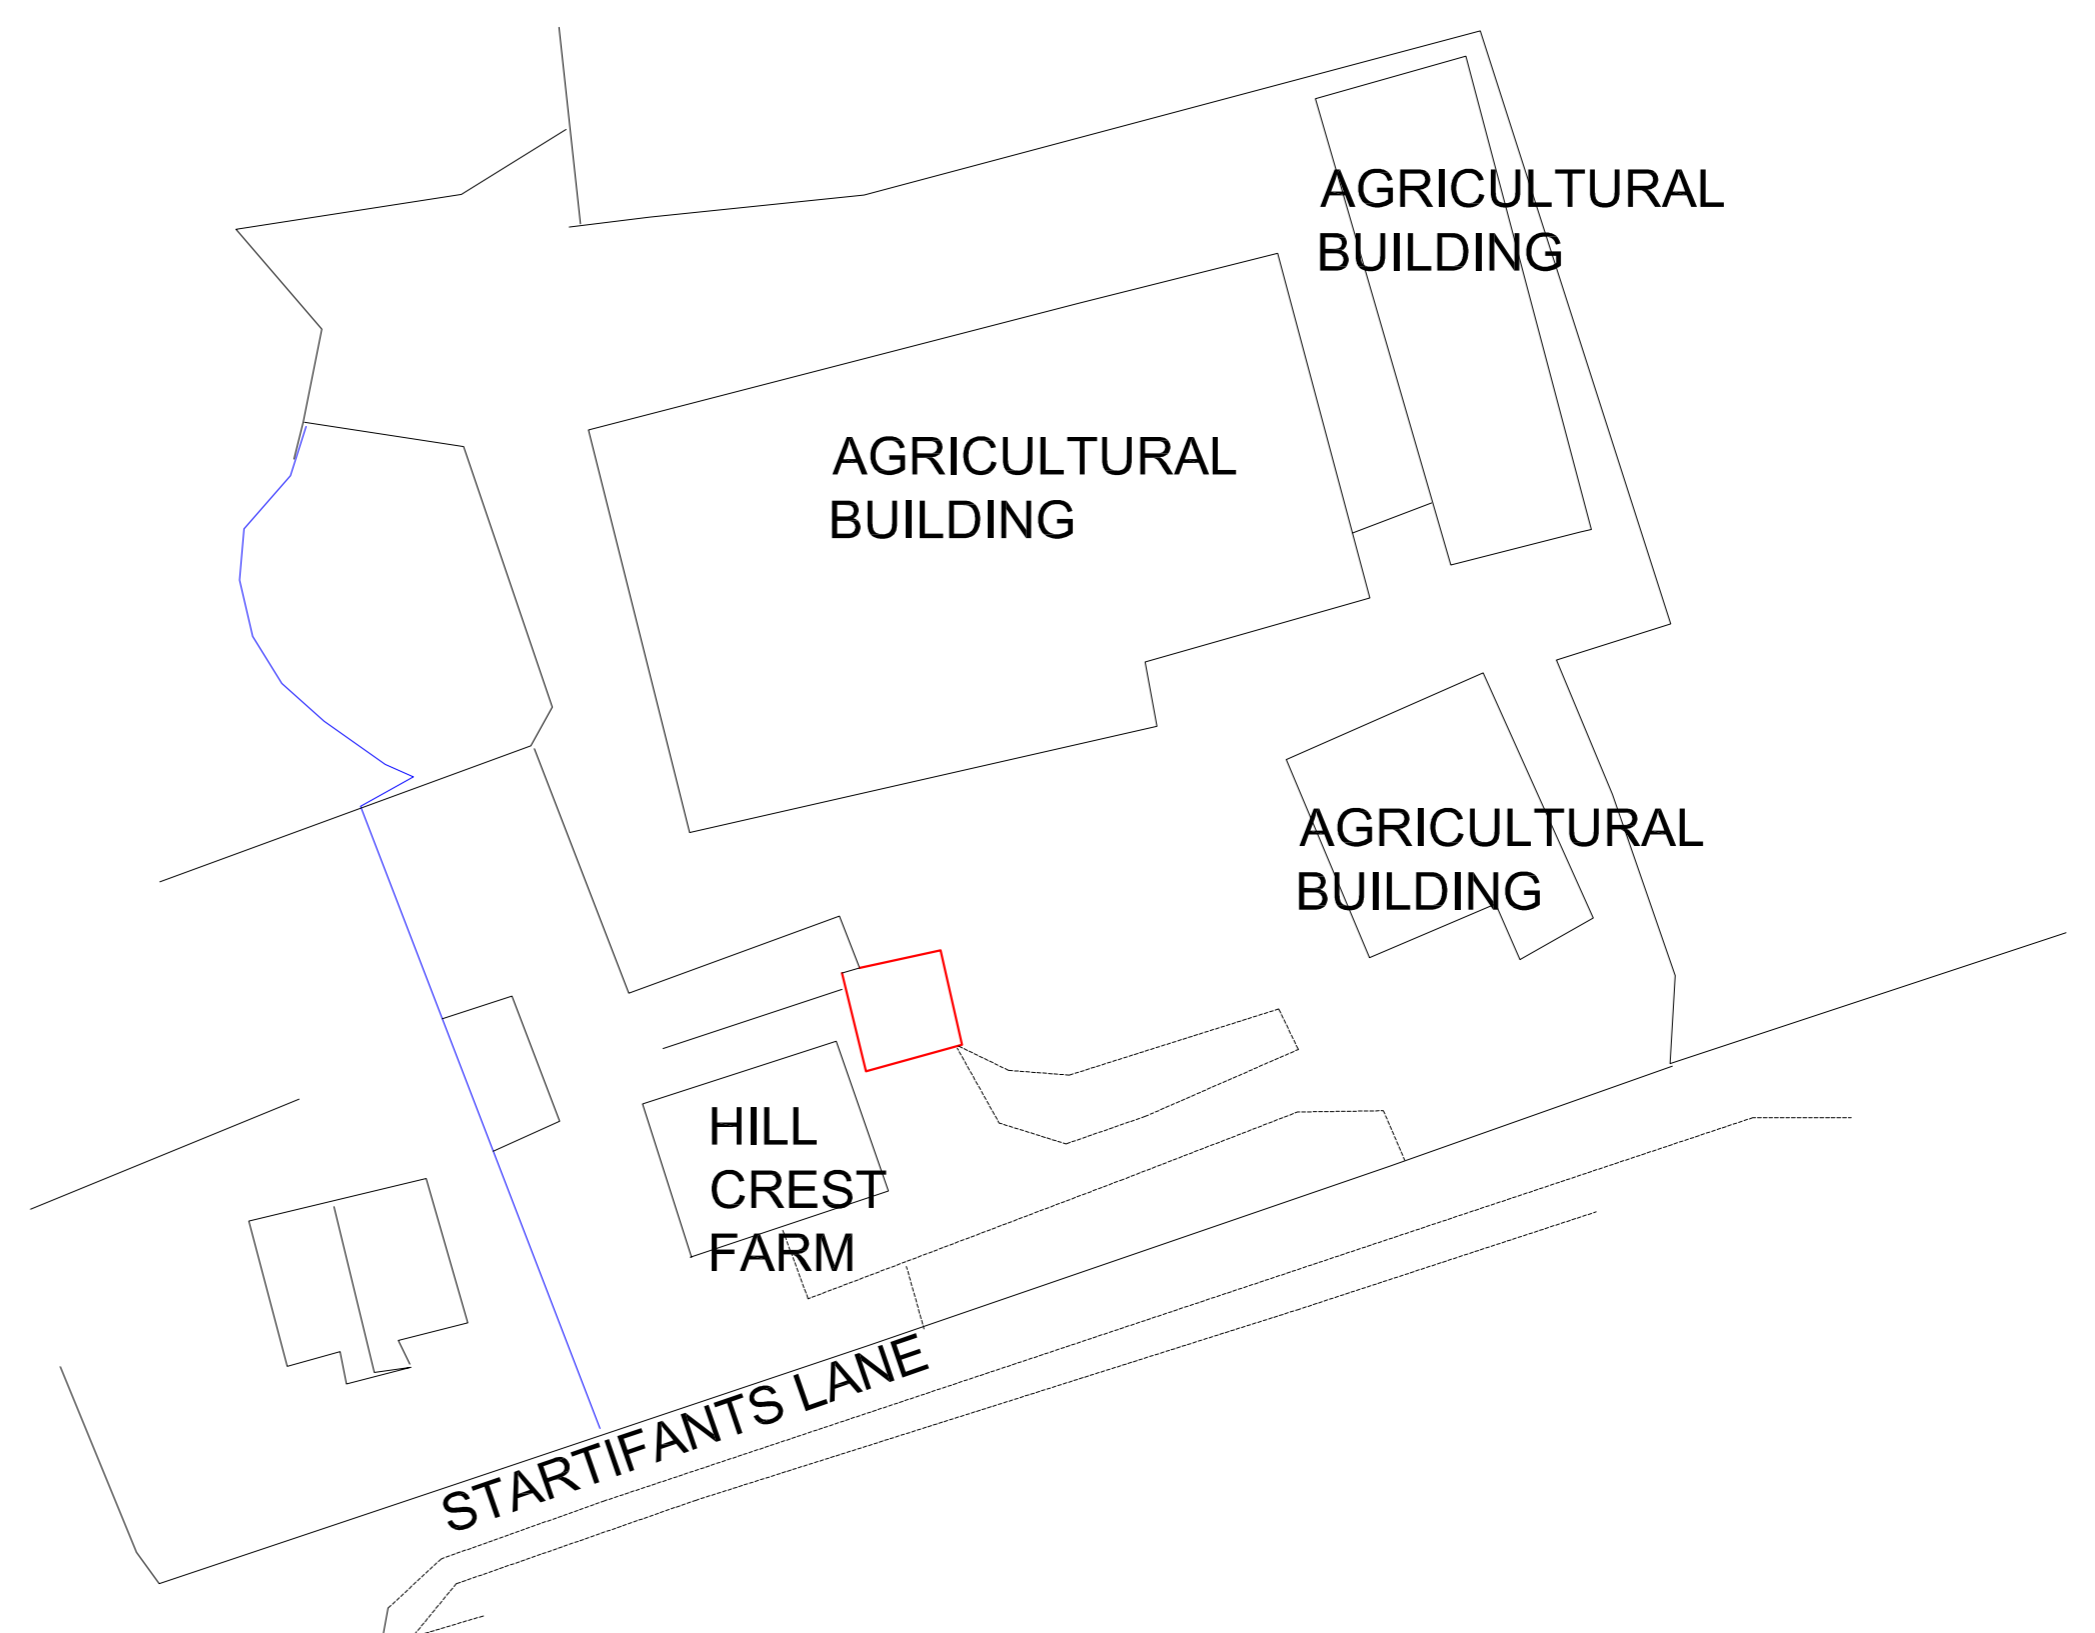 AGRICULTURAL
BUILDING
AGRICULTURAL
BUILDING
AGRICULTURAL
BUILDING
HILL
CREST
FARM
STARTIFANTS LANE